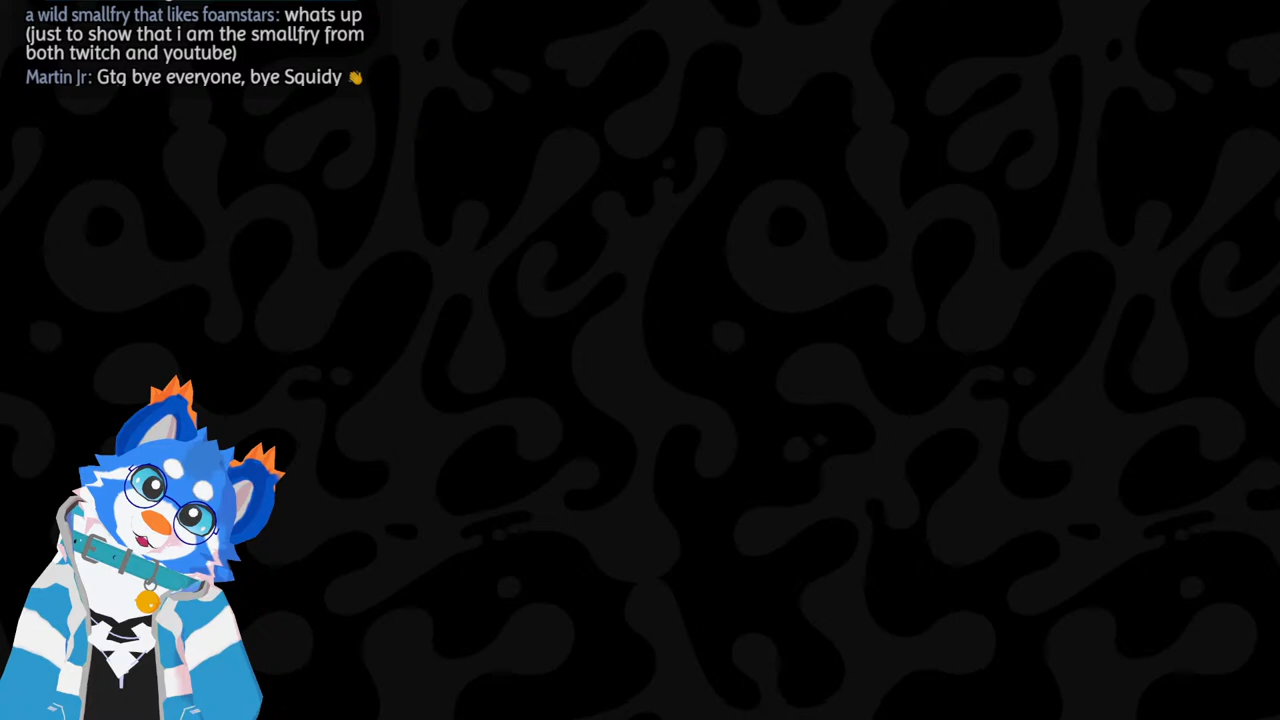 a wild smallfry that likes foamstars: whats up
(just to show that i am the smallfry from
both twitch and youtube)
Martin Jr: Gtg bye everyone, bye Squidy 👋